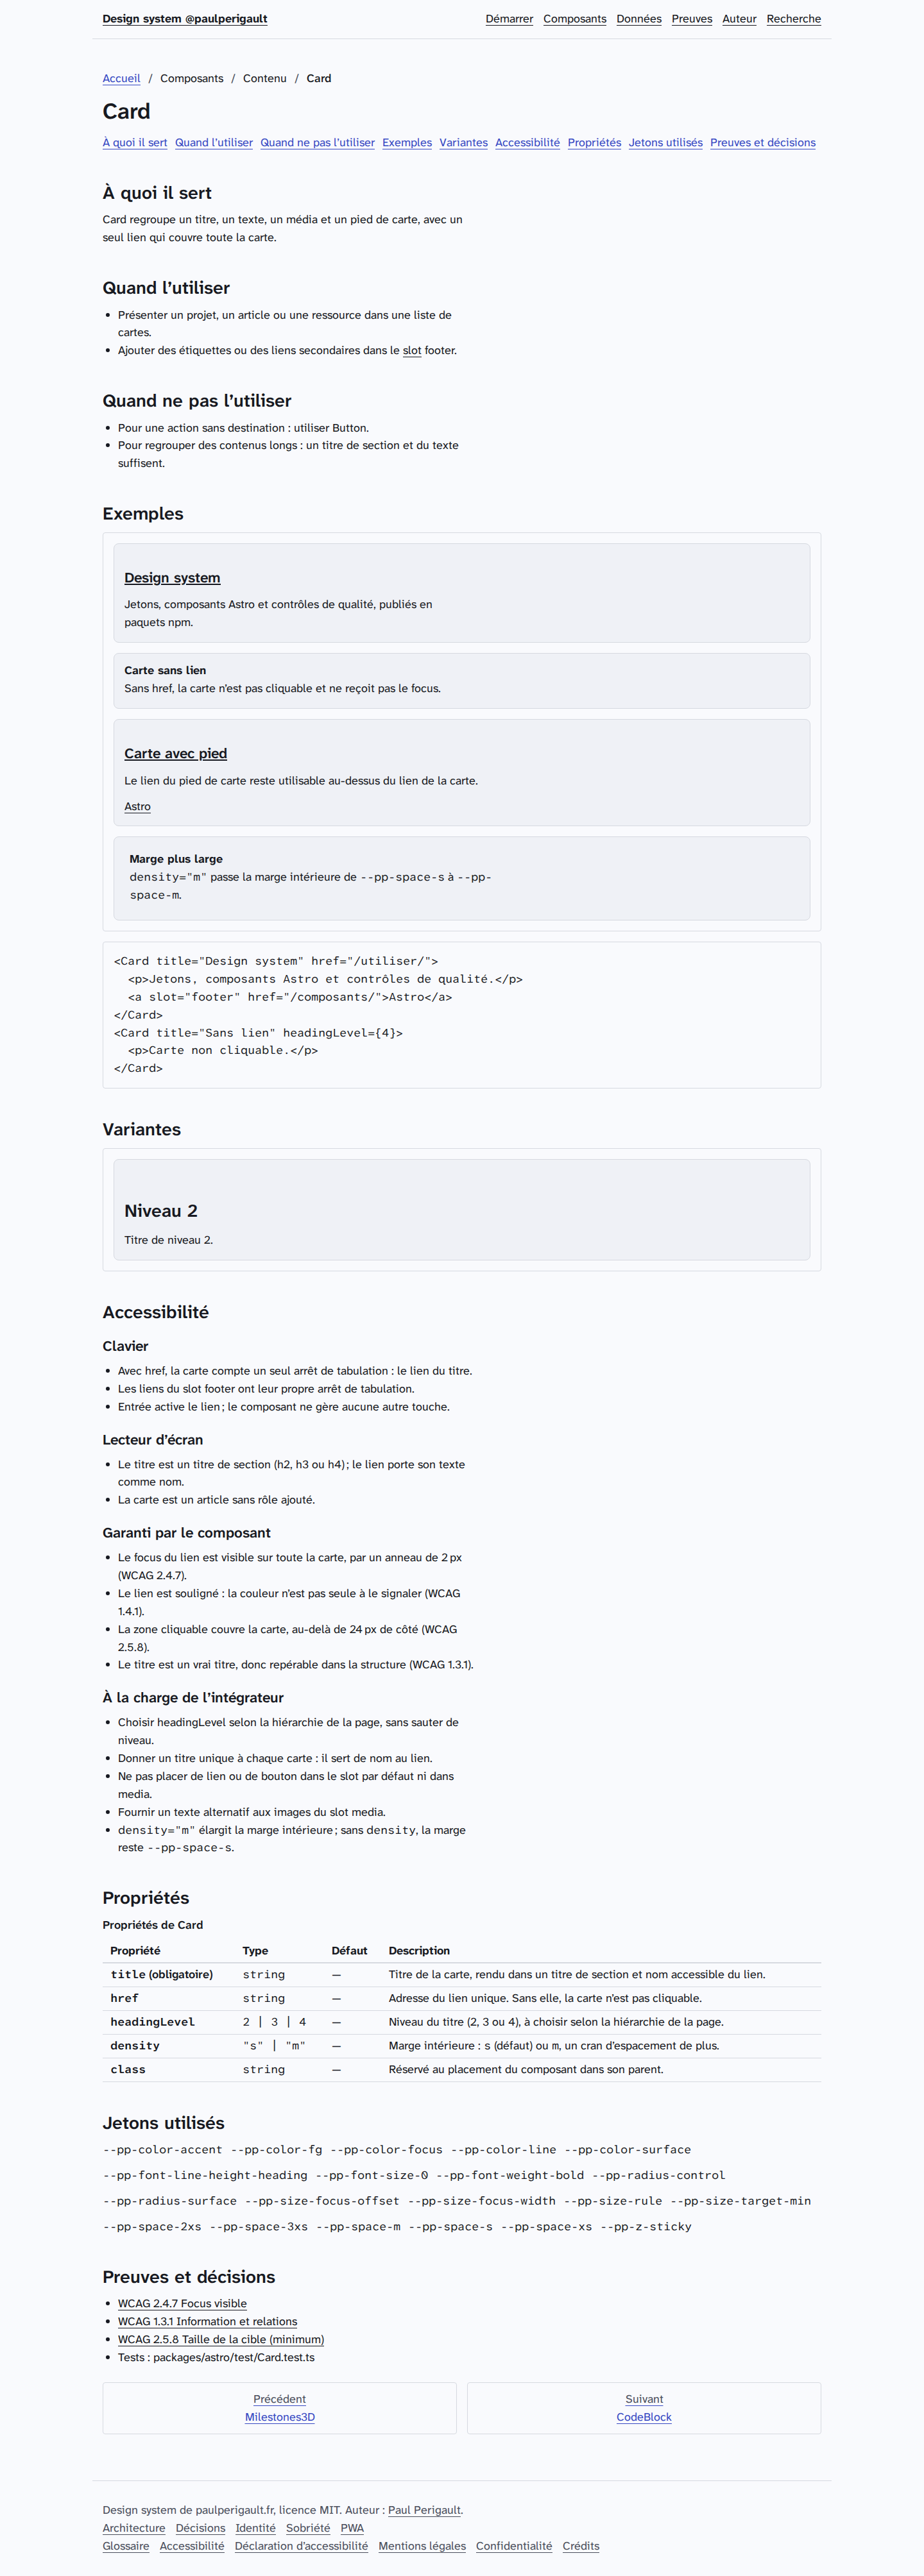 Design system @paulperigault
Démarrer Composants Données Preuves Auteur Recherche
Accueil / Composants / Contenu / Card
Card
À quoi il sert Quand l’utiliser Quand ne pas l’utiliser Exemples Variantes Accessibilité Propriétés Jetons utilisés Preuves et décisions
À quoi il sert
Card regroupe un titre, un texte, un média et un pied de carte, avec un
seul lien qui couvre toute la carte.
Quand l’utiliser
• Présenter un projet, un article ou une ressource dans une liste de
cartes.
• Ajouter des étiquettes ou des liens secondaires dans le slot footer.
Quand ne pas l’utiliser
• Pour une action sans destination : utiliser Button.
• Pour regrouper des contenus longs : un titre de section et du texte
suffisent.
Exemples
Design system
Jetons, composants Astro et contrôles de qualité, publiés en
paquets npm.
Carte sans lien
Sans href, la carte n’est pas cliquable et ne reçoit pas le focus.
Carte avec pied
Le lien du pied de carte reste utilisable au-dessus du lien de la carte.
Astro
Marge plus large
density="m" passe la marge intérieure de --pp-space-s à --pp-
space-m.
<Card title="Design system" href="/utiliser/">
  <p>Jetons, composants Astro et contrôles de qualité.</p>
  <a slot="footer" href="/composants/">Astro</a>
</Card>
<Card title="Sans lien" headingLevel={4}>
  <p>Carte non cliquable.</p>
</Card>
Variantes
Niveau 2
Titre de niveau 2.
Accessibilité
Clavier
• Avec href, la carte compte un seul arrêt de tabulation : le lien du titre.
• Les liens du slot footer ont leur propre arrêt de tabulation.
• Entrée active le lien ; le composant ne gère aucune autre touche.
Lecteur d’écran
• Le titre est un titre de section (h2, h3 ou h4) ; le lien porte son texte
comme nom.
• La carte est un article sans rôle ajouté.
Garanti par le composant
• Le focus du lien est visible sur toute la carte, par un anneau de 2 px
(WCAG 2.4.7).
• Le lien est souligné : la couleur n’est pas seule à le signaler (WCAG
1.4.1).
• La zone cliquable couvre la carte, au-delà de 24 px de côté (WCAG
2.5.8).
• Le titre est un vrai titre, donc repérable dans la structure (WCAG 1.3.1).
À la charge de l’intégrateur
• Choisir headingLevel selon la hiérarchie de la page, sans sauter de
niveau.
• Donner un titre unique à chaque carte : il sert de nom au lien.
• Ne pas placer de lien ou de bouton dans le slot par défaut ni dans
media.
• Fournir un texte alternatif aux images du slot media.
• density="m" élargit la marge intérieure ; sans density, la marge
reste --pp-space-s.
Propriétés
Propriétés de Card
Propriété Type Défaut Description
title (obligatoire) string — Titre de la carte, rendu dans un titre de section et nom accessible du lien.
href string — Adresse du lien unique. Sans elle, la carte n’est pas cliquable.
headingLevel 2 | 3 | 4 — Niveau du titre (2, 3 ou 4), à choisir selon la hiérarchie de la page.
density "s" | "m" — Marge intérieure : s (défaut) ou m, un cran d’espacement de plus.
class string — Réservé au placement du composant dans son parent.
Jetons utilisés
--pp-color-accent --pp-color-fg --pp-color-focus --pp-color-line --pp-color-surface
--pp-font-line-height-heading --pp-font-size-0 --pp-font-weight-bold --pp-radius-control
--pp-radius-surface --pp-size-focus-offset --pp-size-focus-width --pp-size-rule --pp-size-target-min
--pp-space-2xs --pp-space-3xs --pp-space-m --pp-space-s --pp-space-xs --pp-z-sticky
Preuves et décisions
• WCAG 2.4.7 Focus visible
• WCAG 1.3.1 Information et relations
• WCAG 2.5.8 Taille de la cible (minimum)
• Tests : packages/astro/test/Card.test.ts
Précédent
Milestones3D
Suivant
CodeBlock
Design system de paulperigault.fr, licence MIT. Auteur : Paul Perigault.
Architecture Décisions Identité Sobriété PWA
Glossaire Accessibilité Déclaration d’accessibilité Mentions légales Confidentialité Crédits